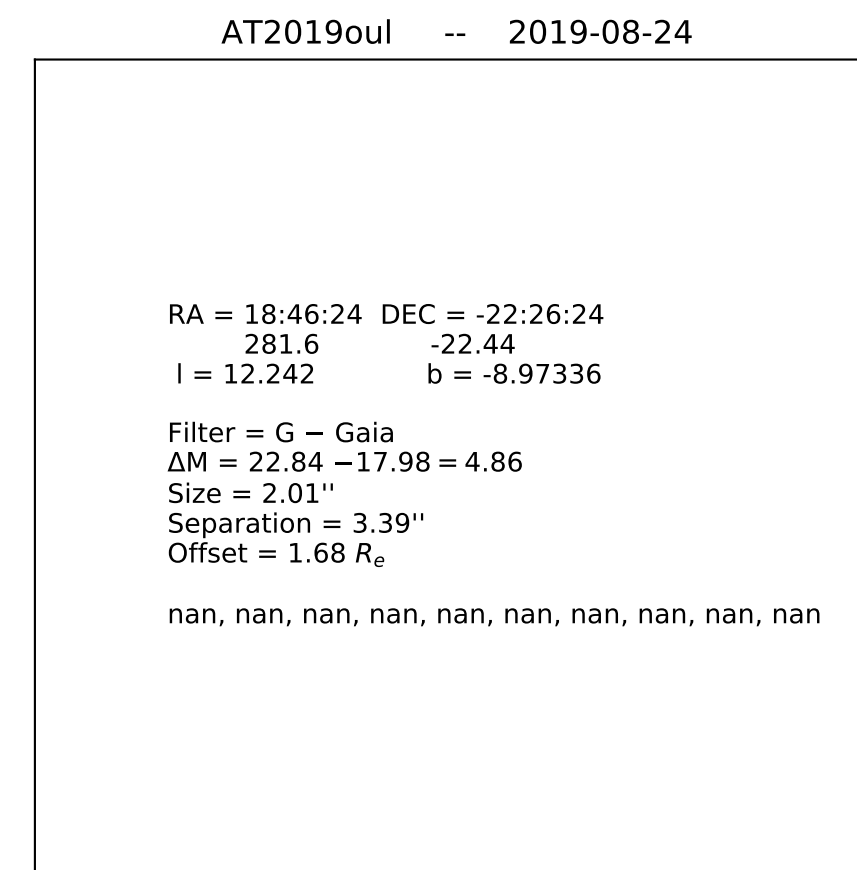 AT2019oul -- 2019-08-24
RA = 18:46:24 DEC = -22:26:24
281.6 -22.44
l = 12.242 b = -8.97336
Filter = G − Gaia
ΔM = 22.84 −17.98 = 4.86
Size = 2.01''
Separation = 3.39''
Offset = 1.68 Rₑ
nan, nan, nan, nan, nan, nan, nan, nan, nan, nan